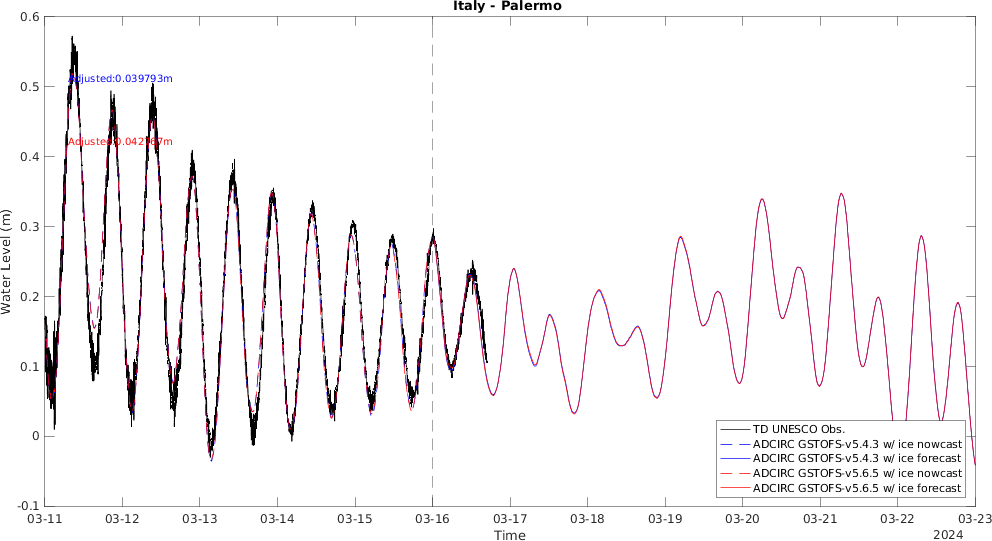 Italy - Palermo
0.6
0.5
0.4
0.3
0.2
0.1
0
-0.1
Water Level (m)
Adjusted:0.039793m
Adjusted:0.042767m
TD UNESCO Obs.
ADCIRC GSTOFS-v5.4.3 w/ ice nowcast
ADCIRC GSTOFS-v5.4.3 w/ ice forecast
ADCIRC GSTOFS-v5.6.5 w/ ice nowcast
ADCIRC GSTOFS-v5.6.5 w/ ice forecast
03-11 03-12 03-13 03-14 03-15 03-16 03-17 03-18 03-19 03-20 03-21 03-22 03-23
Time
2024